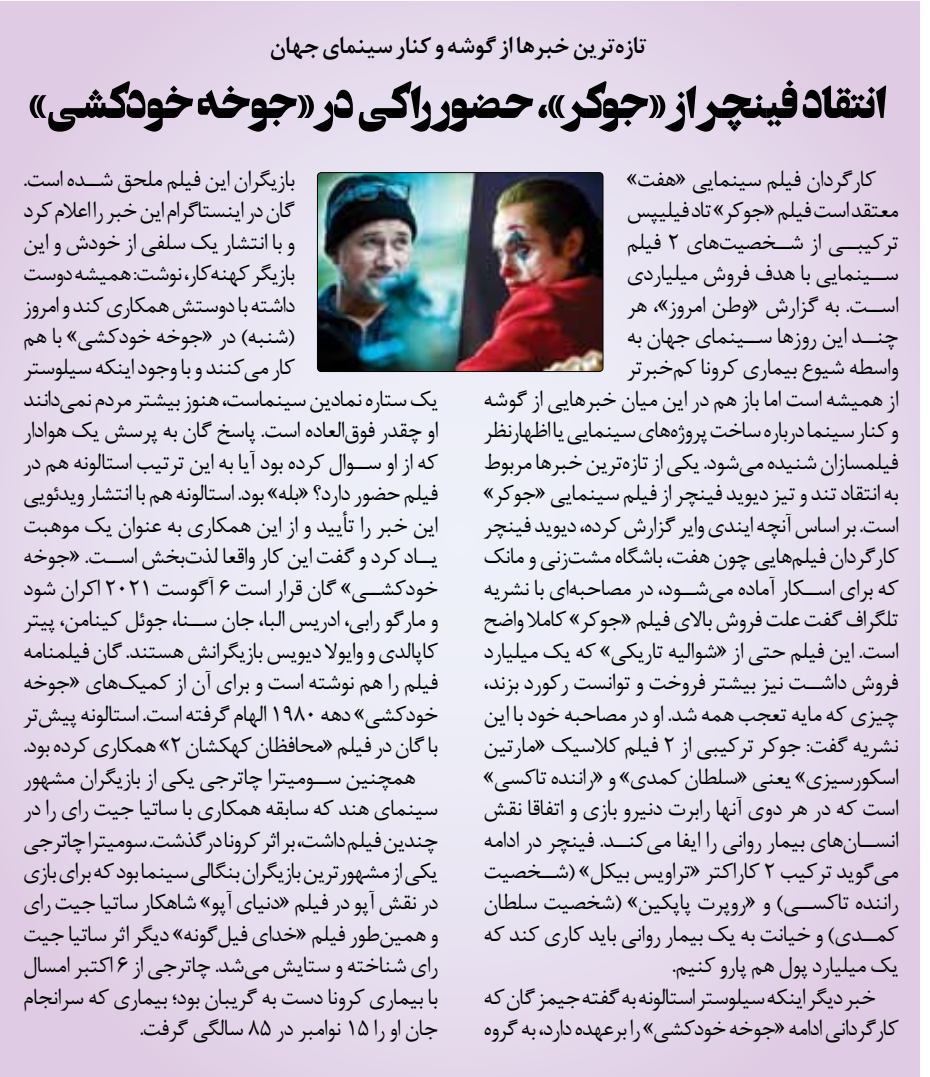 تازه‌ترین خبرها از گوشه و کنار سینمای جهان
انتقاد فینچر از «جوکر»، حضور راکی در «جوخه خودکشی»
کارگردان فیلم سینمایی «هفت»
معتقد است فیلم «جوکر» تاد فیلیپس
ترکیبی از شخصیت‌های ۲ فیلم
سینمایی با هدف فروش میلیاردی
است. به گزارش «وطن امروز»، هر
چند این روزها سینمای جهان به
واسطه شیوع بیماری کرونا کم‌خبرتر
از همیشه است اما باز هم در این میان خبرهایی از گوشه
و کنار سینما درباره ساخت پروژه‌های سینمایی یا اظهارنظر
فیلمسازان شنیده می‌شود. یکی از تازه‌ترین خبرها مربوط
به انتقاد تند و تیز دیوید فینچر از فیلم سینمایی «جوکر»
است. بر اساس آنچه ایندی وایر گزارش کرده، دیوید فینچر
کارگردان فیلم‌هایی چون هفت، باشگاه مشت‌زنی و مانک
که برای اسکار آماده می‌شود، در مصاحبه‌ای با نشریه
تلگراف گفت علت فروش بالای فیلم «جوکر» کاملا واضح
است. این فیلم حتی از «شوالیه تاریکی» که یک میلیارد
فروش داشت نیز بیشتر فروخت و توانست رکورد بزند،
چیزی که مایه تعجب همه شد. او در مصاحبه خود با این
نشریه گفت: جوکر ترکیبی از ۲ فیلم کلاسیک «مارتین
اسکورسیزی» یعنی «سلطان کمدی» و «راننده تاکسی»
است که در هر دوی آنها رابرت دنیرو بازی و اتفاقا نقش
انسان‌های بیمار روانی را ایفا می‌کند. فینچر در ادامه
می‌گوید ترکیب ۲ کاراکتر «تراویس بیکل» (شخصیت
راننده تاکسی) و «روپرت پاپکین» (شخصیت سلطان
کمدی) و خیانت به یک بیمار روانی باید کاری کند که
یک میلیارد پول هم پارو کنیم.
خبر دیگر اینکه سیلوستر استالونه به گفته جیمز گان که
کارگردانی ادامه «جوخه خودکشی» را برعهده دارد، به گروه
بازیگران این فیلم ملحق شده است.
گان در اینستاگرام این خبر را اعلام کرد
و با انتشار یک سلفی از خودش و این
بازیگر کهنه‌کار، نوشت: همیشه دوست
داشته با دوستش همکاری کند و امروز
(شنبه) در «جوخه خودکشی» با هم
کار می‌کنند و با وجود اینکه سیلوستر
یک ستاره نمادین سینماست، هنوز بیشتر مردم نمی‌دانند
او چقدر فوق‌العاده است. پاسخ گان به پرسش یک هوادار
که از او سوال کرده بود آیا به این ترتیب استالونه هم در
فیلم حضور دارد؟ «بله» بود. استالونه هم با انتشار ویدئویی
این خبر را تأیید و از این همکاری به عنوان یک موهبت
یاد کرد و گفت این کار واقعا لذت‌بخش است. «جوخه
خودکشی» گان قرار است ۶ آگوست ۲۰۲۱ اکران شود
و مارگو رابی، ادریس البا، جان سنا، جوئل کینامن، پیتر
کاپالدی و وایولا دیویس بازیگرانش هستند. گان فیلمنامه
فیلم را هم نوشته است و برای آن از کمیک‌های «جوخه
خودکشی» دهه ۱۹۸۰ الهام گرفته است. استالونه پیش‌تر
با گان در فیلم «محافظان کهکشان ۲» همکاری کرده بود.
همچنین سومیترا چاترجی یکی از بازیگران مشهور
سینمای هند که سابقه همکاری با ساتیا جیت رای را در
چندین فیلم داشت، بر اثر کرونا درگذشت. سومیترا چاترجی
یکی از مشهورترین بازیگران بنگالی سینما بود که برای بازی
در نقش آپو در فیلم «دنیای آپو» شاهکار ساتیا جیت رای
و همین‌طور فیلم «خدای فیل‌گونه» دیگر اثر ساتیا جیت
رای شناخته و ستایش می‌شد. چاترجی از ۶ اکتبر امسال
با بیماری کرونا دست به گریبان بود؛ بیماری که سرانجام
جان او را ۱۵ نوامبر در ۸۵ سالگی گرفت.